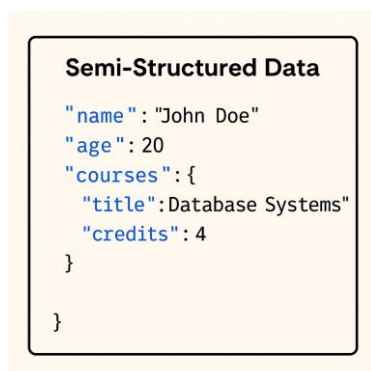 Semi-Structured Data
"name": "John Doe"
"age": 20
"courses": {
"title":Database Systems"
"credits": 4
}
}